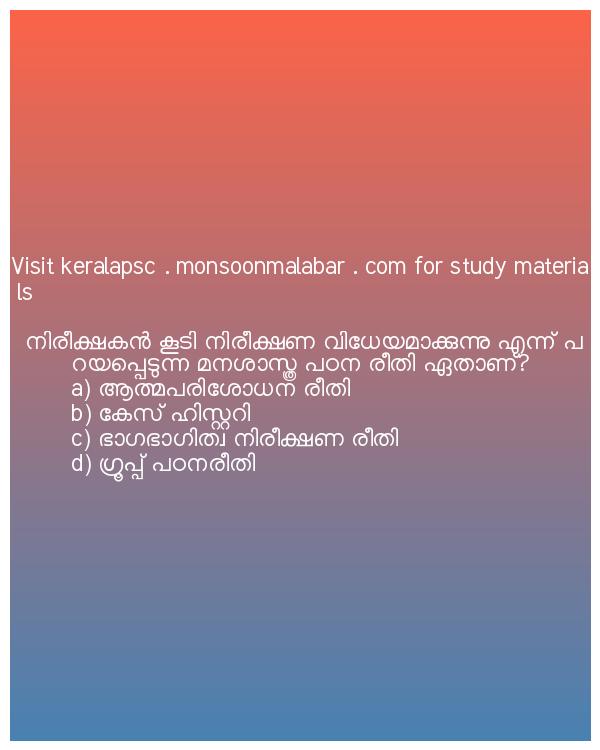 Visit keralapsc . monsoonmalabar . com for study materia
ls
നിരീക്ഷകൻ കൂടി നിരീക്ഷണ വിധേയമാക്കുന്നു എന്ന് പ
റയപ്പെടുന്ന മനശാസ്ത്ര പഠന രീതി ഏതാണ്?
a) ആത്മപരിശോധന രീതി
b) കേസ് ഹിസ്റ്ററി
c) ഭാഗഭാഗിത്വ നിരീക്ഷണ രീതി
d) ഗ്രൂപ്പ് പഠനരീതി